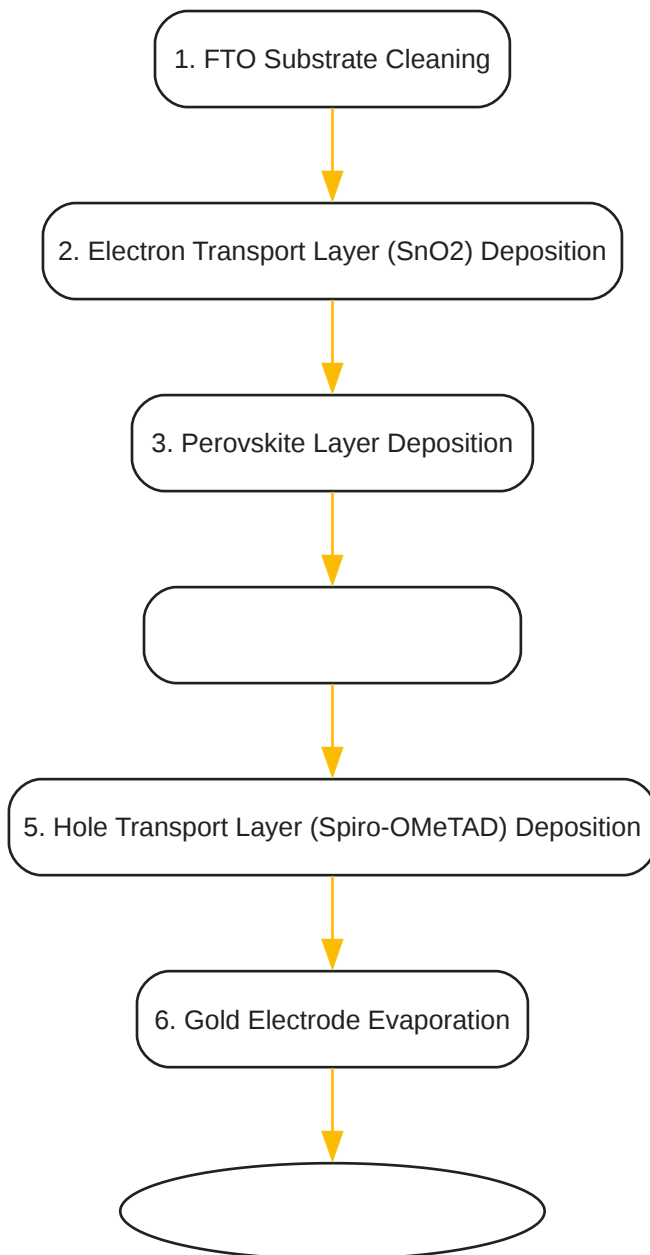 1. FTO Substrate Cleaning
2. Electron Transport Layer (SnO2) Deposition
3. Perovskite Layer Deposition
5. Hole Transport Layer (Spiro-OMeTAD) Deposition
6. Gold Electrode Evaporation